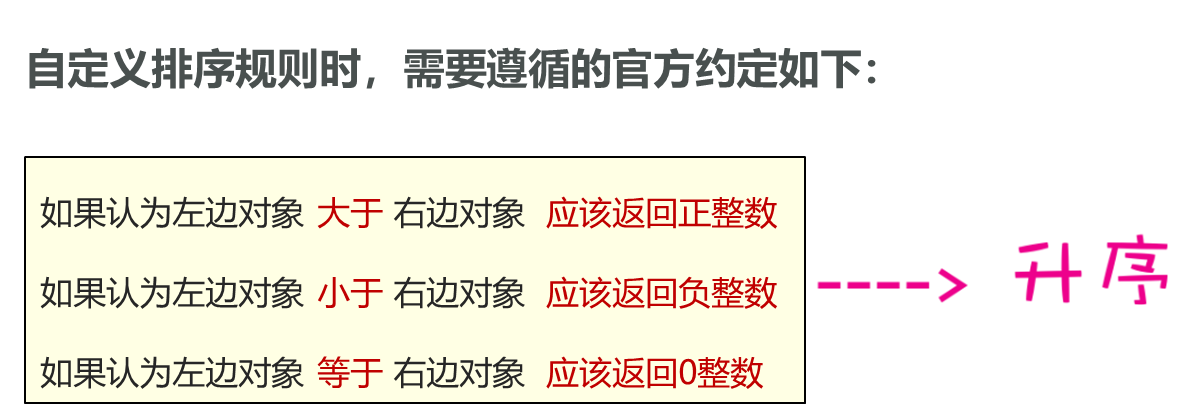 自定义排序规则时，需要遵循的官方约定如下：
如果认为左边对象 大于 右边对象 应该返回正整数
如果认为左边对象 小于 右边对象 应该返回负整数
----> 升序
如果认为左边对象 等于 右边对象 应该返回0整数